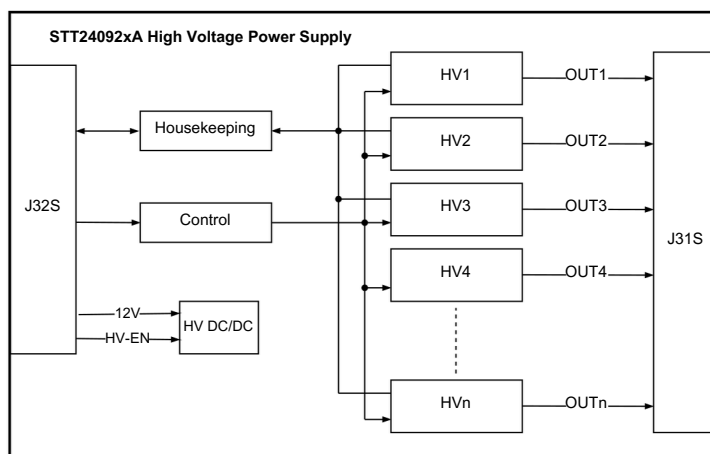 STT24092xA High Voltage Power Supply
J32S
Housekeeping
Control
12V
HV-EN
HV DC/DC
HV1
OUT1
HV2
OUT2
HV3
OUT3
HV4
OUT4
HVn
OUTn
J31S